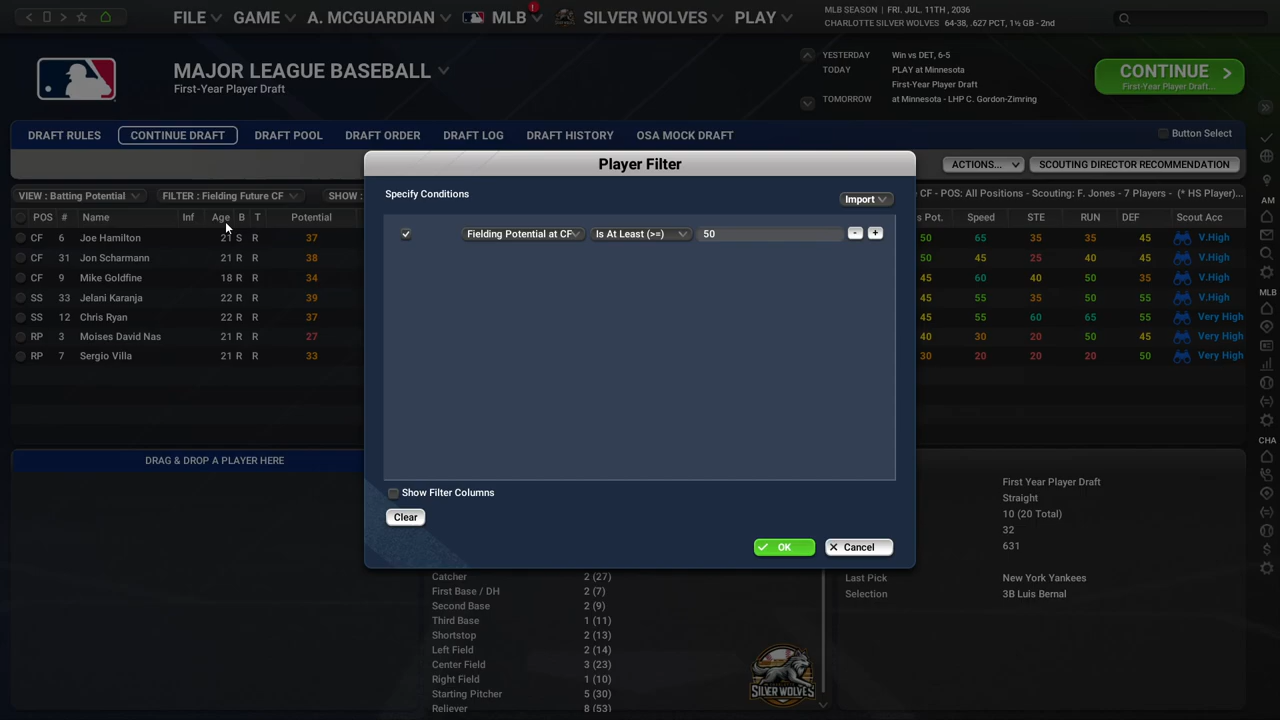 FILE GAME A. MCGUARDIAN MLB SILVER WOLVES PLAY
MLB SEASON | FRI. JUL. 11TH , 2036
CHARLOTTE SILVER WOLVES 64-38, .627 PCT, 1½ GB - 2nd
MAJOR LEAGUE BASEBALL
First-Year Player Draft
YESTERDAY Win vs DET, 6-5
TODAY PLAY at Minnesota
First-Year Player Draft
TOMORROW at Minnesota - LHP C. Gordon-Zimring
CONTINUE
First-Year Player Draft...
DRAFT RULES CONTINUE DRAFT DRAFT POOL DRAFT ORDER DRAFT LOG DRAFT HISTORY OSA MOCK DRAFT
Button Select
ACTIONS... SCOUTING DIRECTOR RECOMMENDATION
VIEW : Batting Potential FILTER : Fielding Future CF SHOW : CF - POS: All Positions - Scouting: F. Jones - 7 Players - (* HS Player)...
POS # Name Inf Age B T Potential s Pot. Speed STE RUN DEF Scout Acc
CF 6 Joe Hamilton 21 S R 37 50 65 35 35 45 V.High
CF 31 Jon Scharmann 21 R R 38 50 45 25 40 45 V.High
CF 9 Mike Goldfine 18 R R 34 45 60 40 50 35 V.High
SS 33 Jelani Karanja 22 R R 39 45 55 35 50 55 V.High
SS 12 Chris Ryan 22 R R 37 45 55 60 65 55 Very High
RP 3 Moises David Nas 21 R R 27 40 30 20 50 45 Very High
RP 7 Sergio Villa 21 R R 33 30 20 20 20 50 Very High
Player Filter
Specify Conditions
Import
Fielding Potential at CF Is At Least (>=) 50 - +
Show Filter Columns
Clear
OK Cancel
DRAG & DROP A PLAYER HERE
First Year Player Draft
Straight
10 (20 Total)
32
631
Last Pick New York Yankees
Selection 3B Luis Bernal
Catcher 2 (27)
First Base / DH 2 (7)
Second Base 2 (9)
Third Base 1 (11)
Shortstop 2 (13)
Left Field 2 (14)
Center Field 3 (23)
Right Field 1 (10)
Starting Pitcher 5 (30)
Reliever 8 (53)
SILVER WOLVES
AM
MLB
CHA